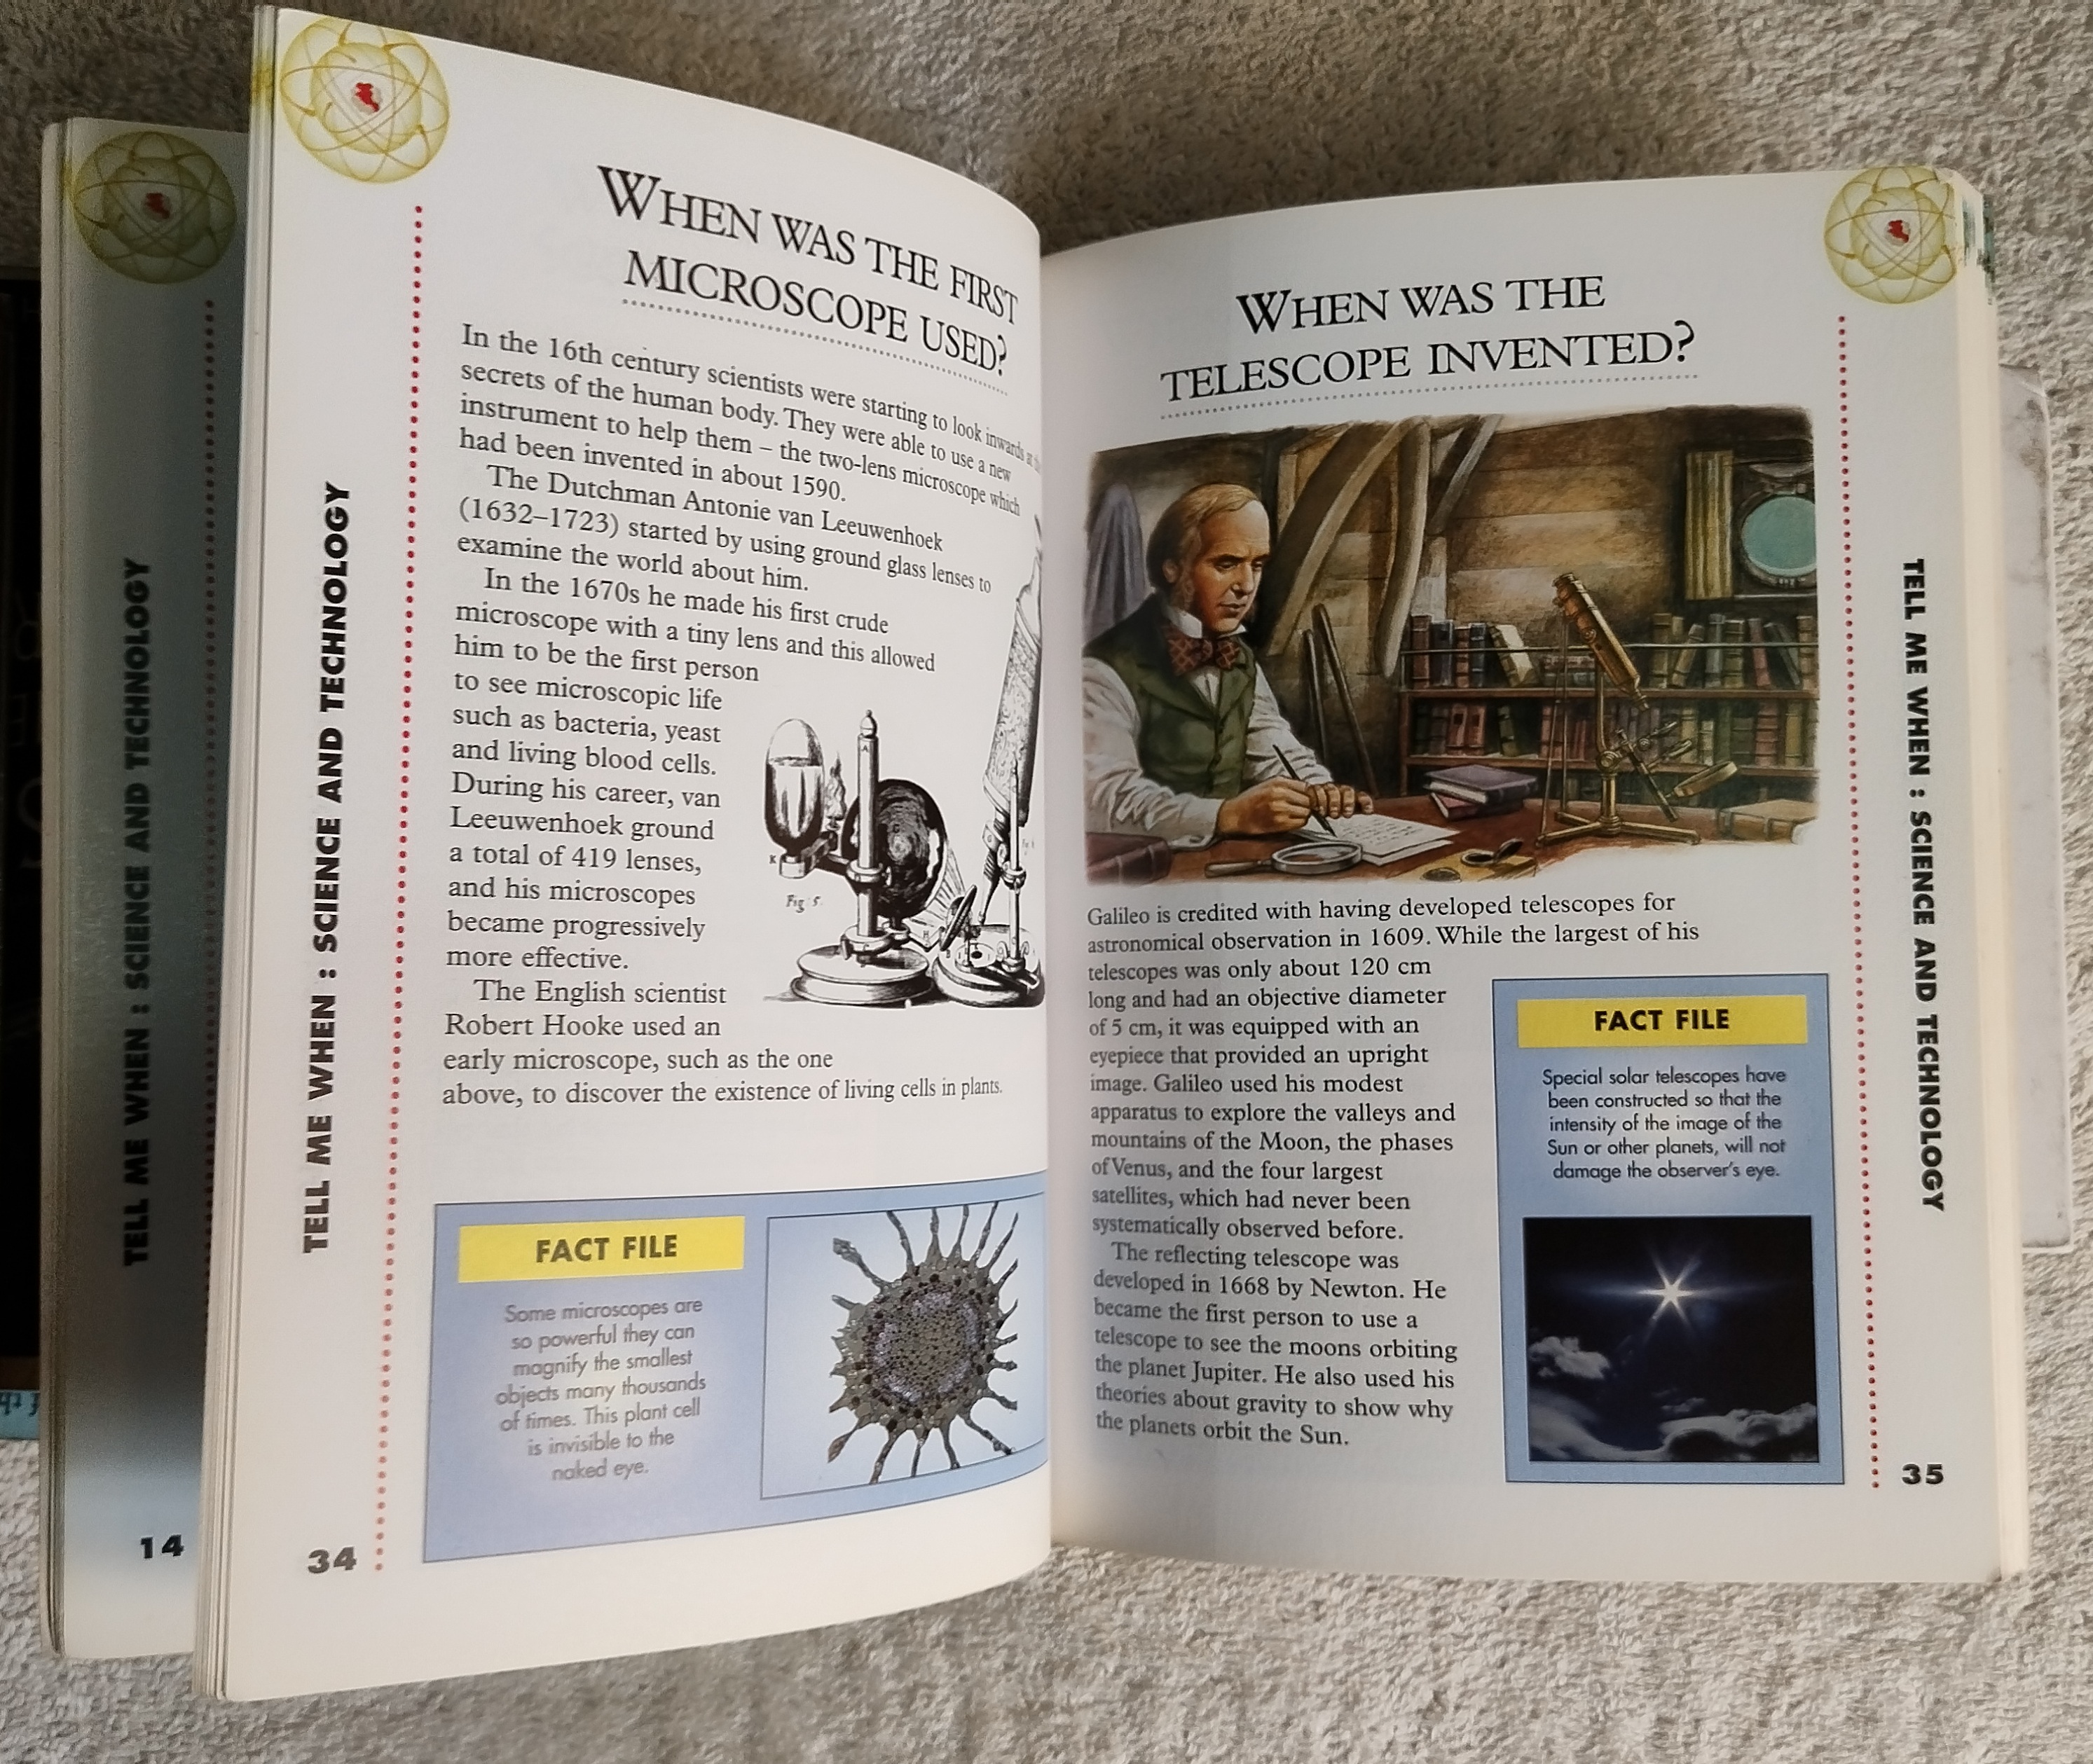 WHEN WAS THE FIRST
MICROSCOPE USED?
In the 16th century scientists were starting to look inwards at
secrets of the human body. They were able to use a new
instrument to help them – the two-lens microscope which
had been invented in about 1590.
The Dutchman Antonie van Leeuwenhoek
(1632–1723) started by using ground glass lenses to
examine the world about him.
In the 1670s he made his first crude
microscope with a tiny lens and this allowed
him to be the first person
to see microscopic life
such as bacteria, yeast
and living blood cells.
During his career, van
Leeuwenhoek ground
a total of 419 lenses,
and his microscopes
became progressively
more effective.
The English scientist
Robert Hooke used an
early microscope, such as the one
above, to discover the existence of living cells in plants.
Fig. 5.
FACT FILE
Some microscopes are
so powerful they can
magnify the smallest
objects many thousands
of times. This plant cell
is invisible to the
naked eye.
TELL ME WHEN : SCIENCE AND TECHNOLOGY
34
TELL ME WHEN : SCIENCE AND TECHNOLOGY
14
WHEN WAS THE
TELESCOPE INVENTED?
Galileo is credited with having developed telescopes for
astronomical observation in 1609. While the largest of his
telescopes was only about 120 cm
long and had an objective diameter
of 5 cm, it was equipped with an
eyepiece that provided an upright
image. Galileo used his modest
apparatus to explore the valleys and
mountains of the Moon, the phases
of Venus, and the four largest
satellites, which had never been
systematically observed before.
The reflecting telescope was
developed in 1668 by Newton. He
became the first person to use a
telescope to see the moons orbiting
the planet Jupiter. He also used his
theories about gravity to show why
the planets orbit the Sun.
FACT FILE
Special solar telescopes have
been constructed so that the
intensity of the image of the
Sun or other planets, will not
damage the observer's eye.
TELL ME WHEN : SCIENCE AND TECHNOLOGY
35